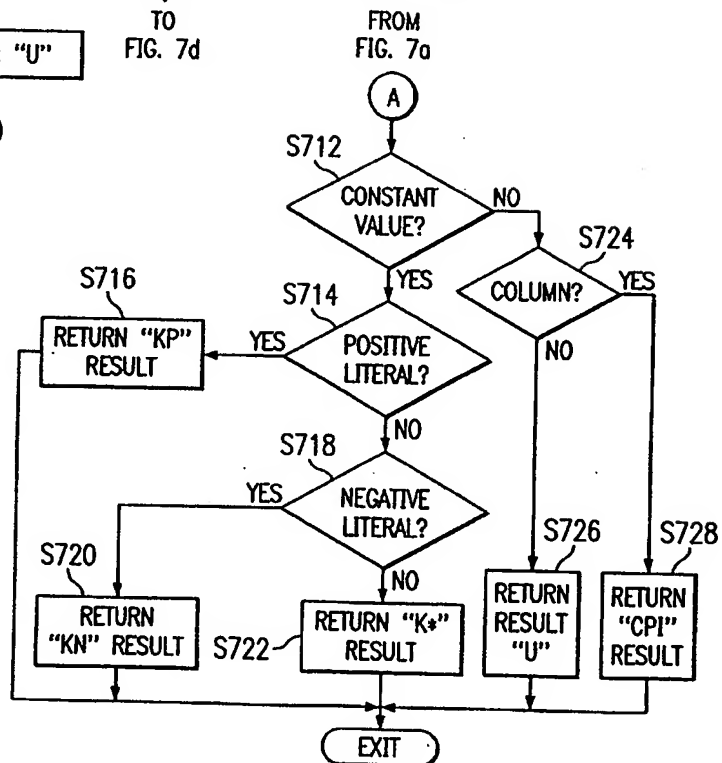 "U"
TO
FIG. 7d
FROM
FIG. 7a
A
S712
CONSTANT
VALUE?
NO
S724
COLUMN?
YES
NO
YES
S716
RETURN "KP"
RESULT
S714
YES
POSITIVE
LITERAL?
NO
S718
YES
NEGATIVE
LITERAL?
NO
S720
RETURN
"KN" RESULT
S722
RETURN "K*"
RESULT
S726
RETURN
RESULT
"U"
S728
RETURN
"CPI"
RESULT
EXIT